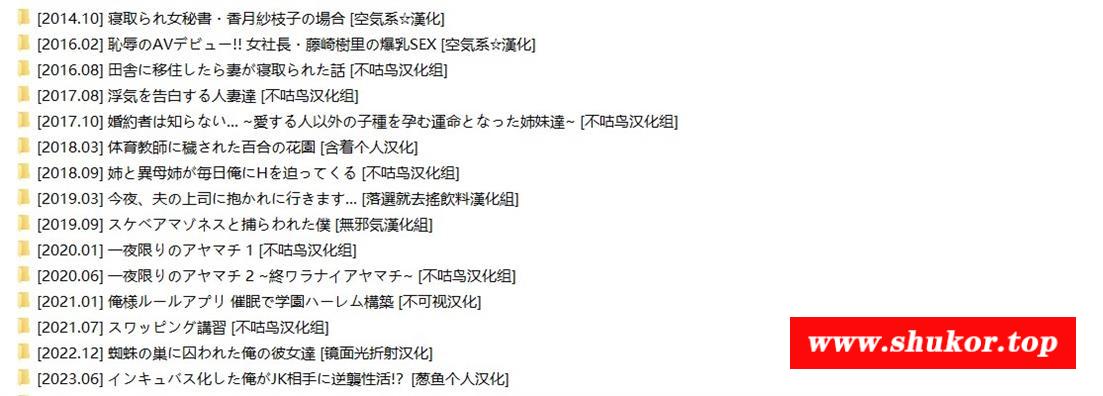 [2014.10] 寝取られ女秘書・香月紗枝子の場合 [空気系☆漢化]
[2016.02] 恥辱のAVデビュー!! 女社長・藤崎樹里の爆乳SEX [空気系☆漢化]
[2016.08] 田舎に移住したら妻が寝取られた話 [不咕鸟汉化组]
[2017.08] 浮気を告白する人妻達 [不咕鸟汉化组]
[2017.10] 婚約者は知らない... ~愛する人以外の子種を孕む運命となった姉妹達~ [不咕鸟汉化组]
[2018.03] 体育教師に穢された百合の花園 [含着个人汉化]
[2018.09] 姉と異母姉が毎日俺にHを迫ってくる [不咕鸟汉化组]
[2019.03] 今夜、夫の上司に抱かれに行きます... [落選就去搖飲料漢化組]
[2019.09] スケベアマゾネスと捕らわれた僕 [無邪気漢化組]
[2020.01] 一夜限りのアヤマチ 1 [不咕鸟汉化组]
[2020.06] 一夜限りのアヤマチ 2 ~終ワラナイアヤマチ~ [不咕鸟汉化组]
[2021.01] 俺様ルールアプリ 催眠で学園ハーレム構築 [不可视汉化]
[2021.07] スワッピング講習 [不咕鸟汉化组]
[2022.12] 蜘蛛の巣に囚われた俺の彼女達 [镜面光折射汉化]
[2023.06] インキュバス化した俺がJK相手に逆襲性活!? [葱鱼个人汉化]
www.shukor.top